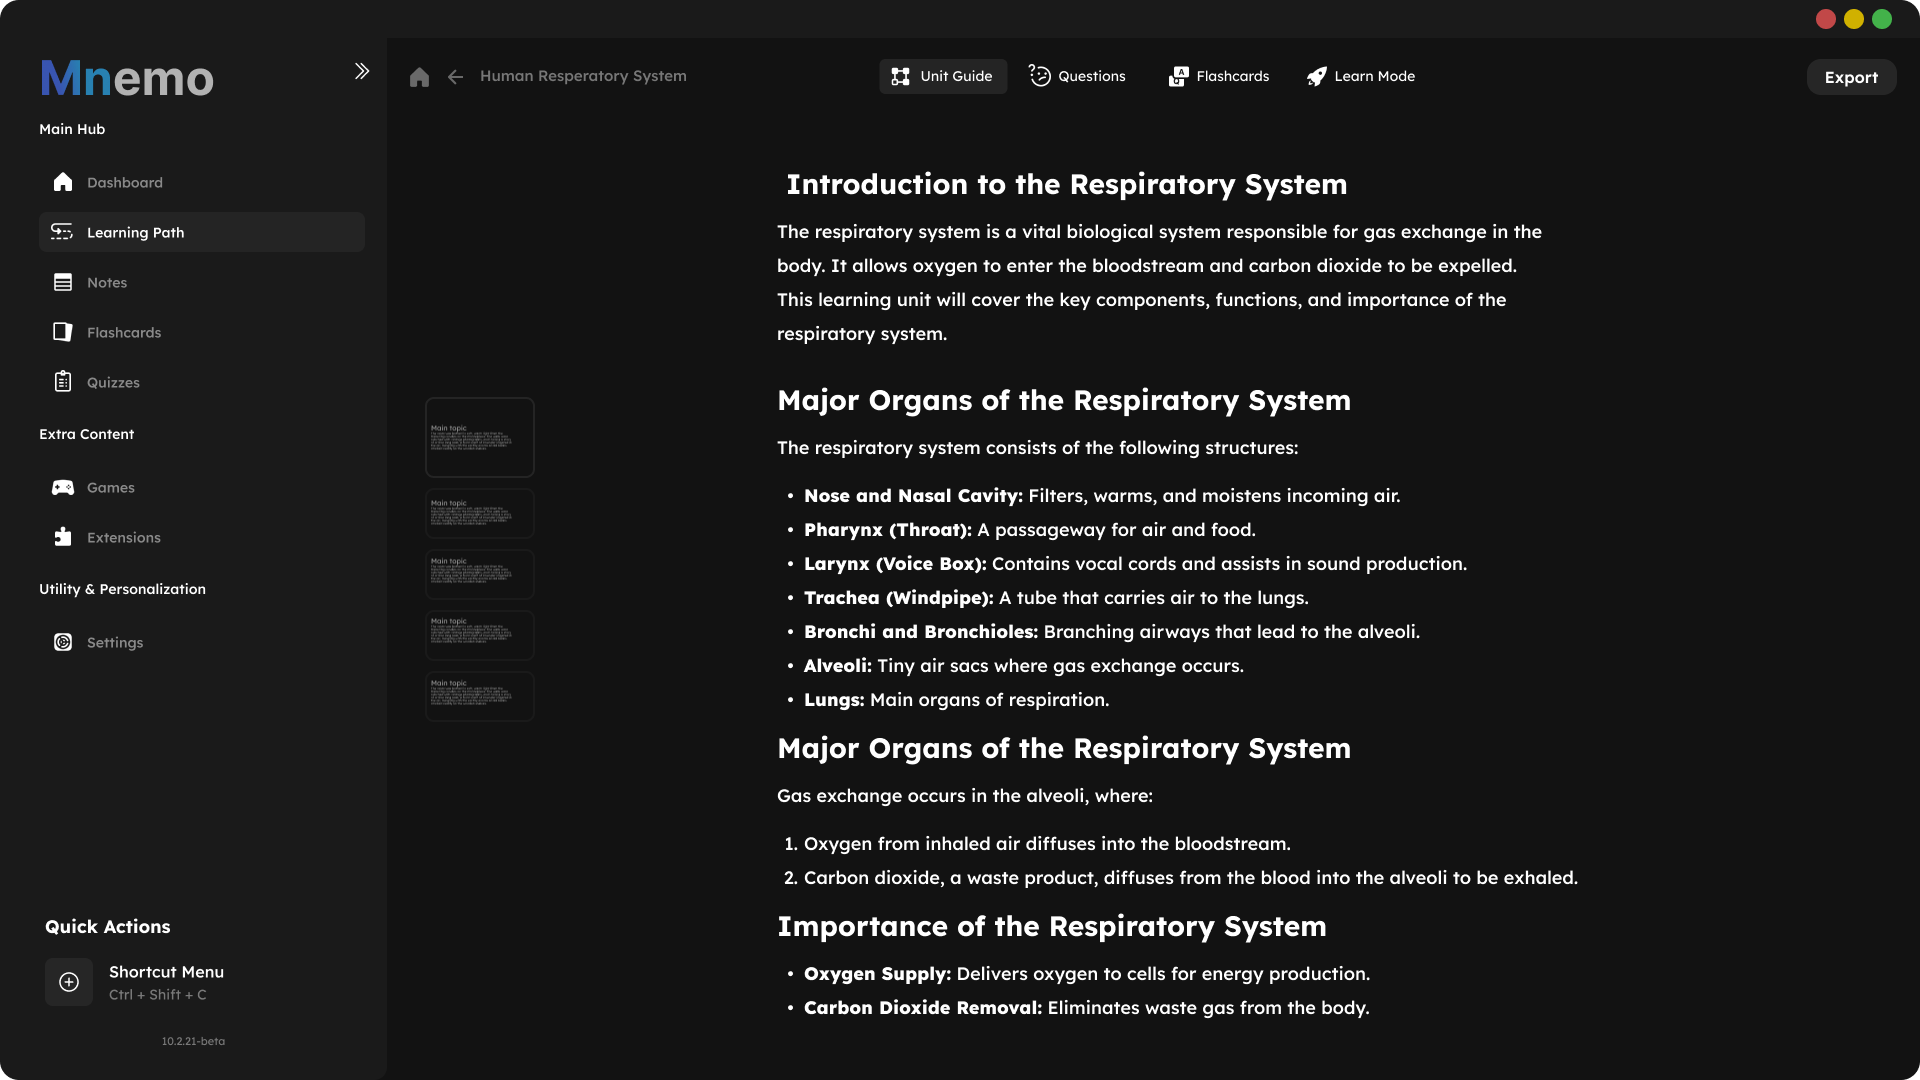 Mnemo
Main Hub
Dashboard
Learning Path
Notes
Flashcards
Quizzes
Extra Content
Games
Extensions
Utility & Personalization
Settings
Quick Actions
Shortcut Menu
Ctrl + Shift + C
10.2.21-beta
Human Resperatory System
Unit Guide
Questions
Flashcards
Learn Mode
Export
Main topic
Main topic
Main topic
Main topic
Main topic
Introduction to the Respiratory System
The respiratory system is a vital biological system responsible for gas exchange in the
body. It allows oxygen to enter the bloodstream and carbon dioxide to be expelled.
This learning unit will cover the key components, functions, and importance of the
respiratory system.
Major Organs of the Respiratory System
The respiratory system consists of the following structures:
• Nose and Nasal Cavity: Filters, warms, and moistens incoming air.
• Pharynx (Throat): A passageway for air and food.
• Larynx (Voice Box): Contains vocal cords and assists in sound production.
• Trachea (Windpipe): A tube that carries air to the lungs.
• Bronchi and Bronchioles: Branching airways that lead to the alveoli.
• Alveoli: Tiny air sacs where gas exchange occurs.
• Lungs: Main organs of respiration.
Major Organs of the Respiratory System
Gas exchange occurs in the alveoli, where:
1. Oxygen from inhaled air diffuses into the bloodstream.
2. Carbon dioxide, a waste product, diffuses from the blood into the alveoli to be exhaled.
Importance of the Respiratory System
• Oxygen Supply: Delivers oxygen to cells for energy production.
• Carbon Dioxide Removal: Eliminates waste gas from the body.